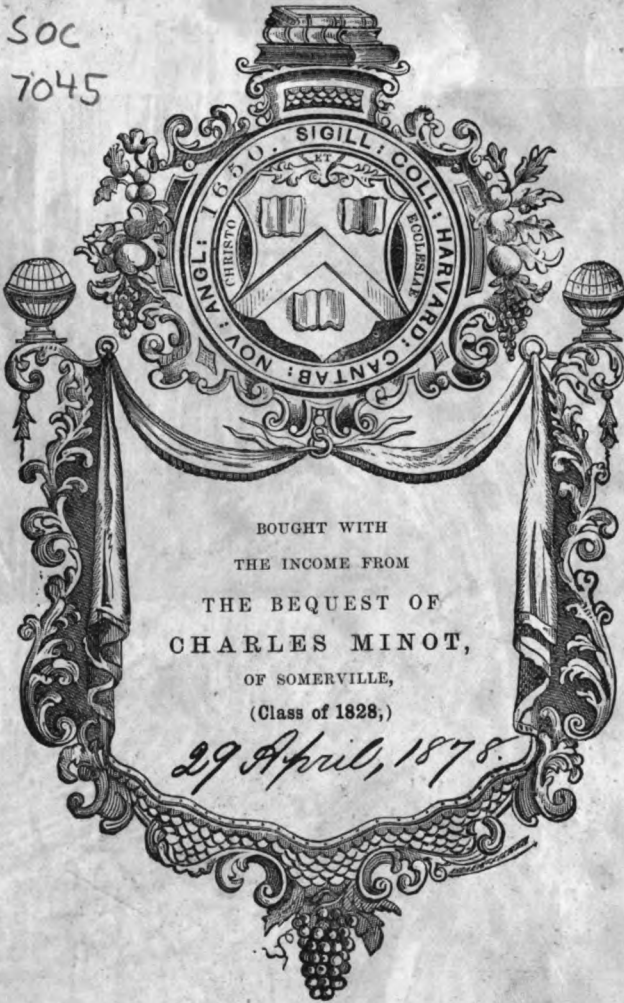 SOC
7045
SIGILL: COLL: HARVARD: CANTAB: NOV: ANGL: 1650.
CHRISTO ET ECCLESIAE
BOUGHT WITH
THE INCOME FROM
THE BEQUEST OF
CHARLES MINOT,
OF SOMERVILLE,
(Class of 1828,)
29 April, 1878.